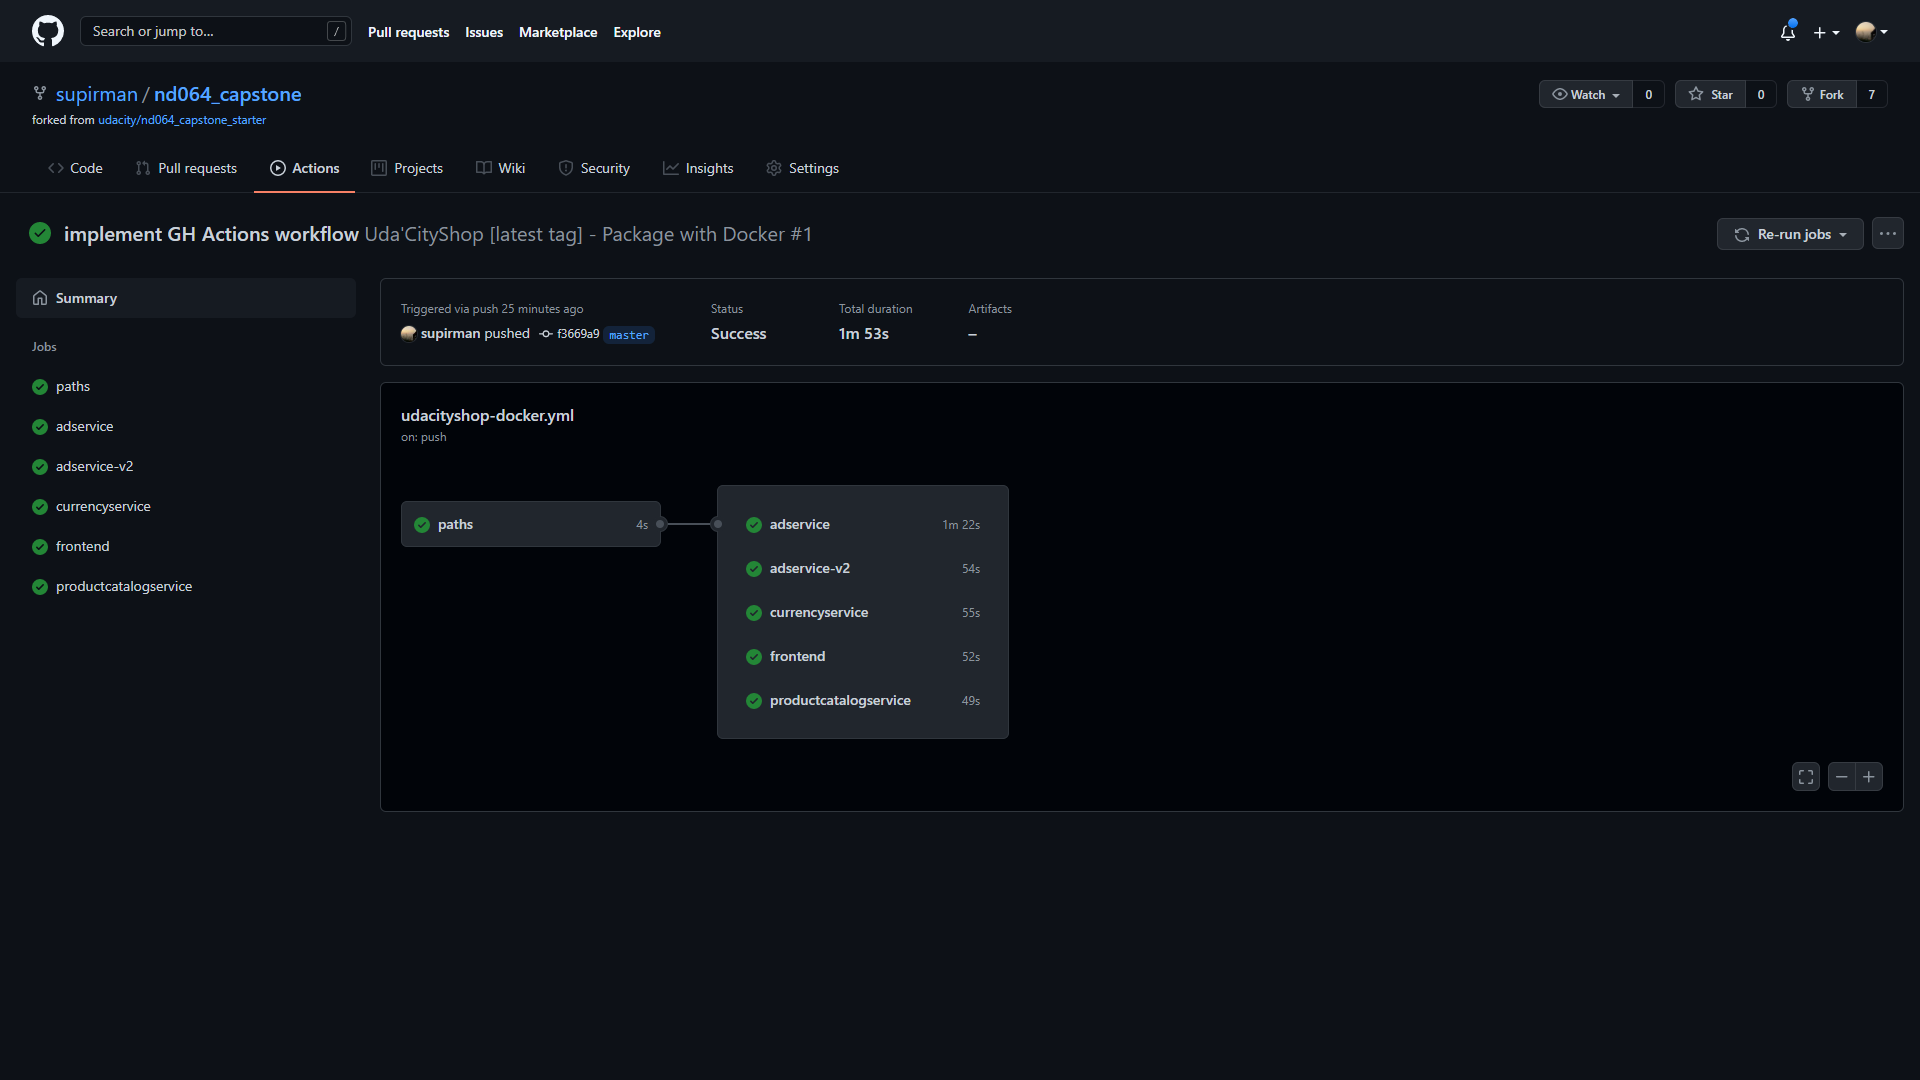 Search or jump to... /
Pull requests Issues Marketplace Explore
supirman / nd064_capstone
Watch 0 Star 0 Fork 7
forked from udacity/nd064_capstone_starter
Code Pull requests Actions Projects Wiki Security Insights Settings
implement GH Actions workflow Uda'CityShop [latest tag] - Package with Docker #1
Re-run jobs
Summary
Jobs
paths
adservice
adservice-v2
currencyservice
frontend
productcatalogservice
Triggered via push 25 minutes ago
supirman pushed f3669a9 master
Status
Success
Total duration
1m 53s
Artifacts
–
udacityshop-docker.yml
on: push
paths 4s
adservice 1m 22s
adservice-v2 54s
currencyservice 55s
frontend 52s
productcatalogservice 49s